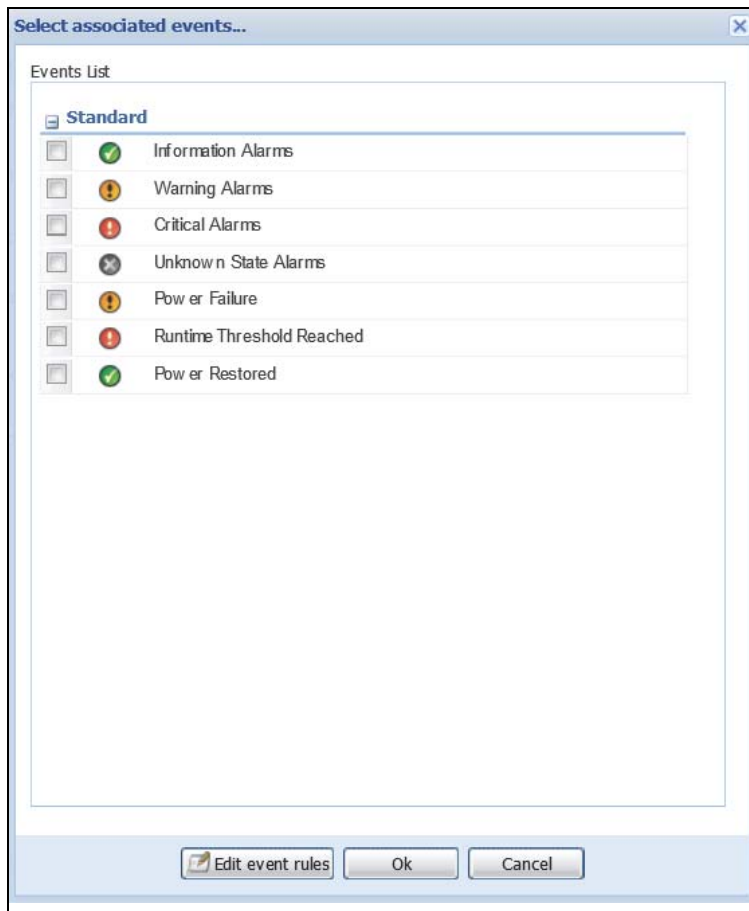 Select associated events...
Events List
Standard
Information Alarms
Warning Alarms
Critical Alarms
Unknown State Alarms
Power Failure
Runtime Threshold Reached
Power Restored
Edit event rules
Ok
Cancel